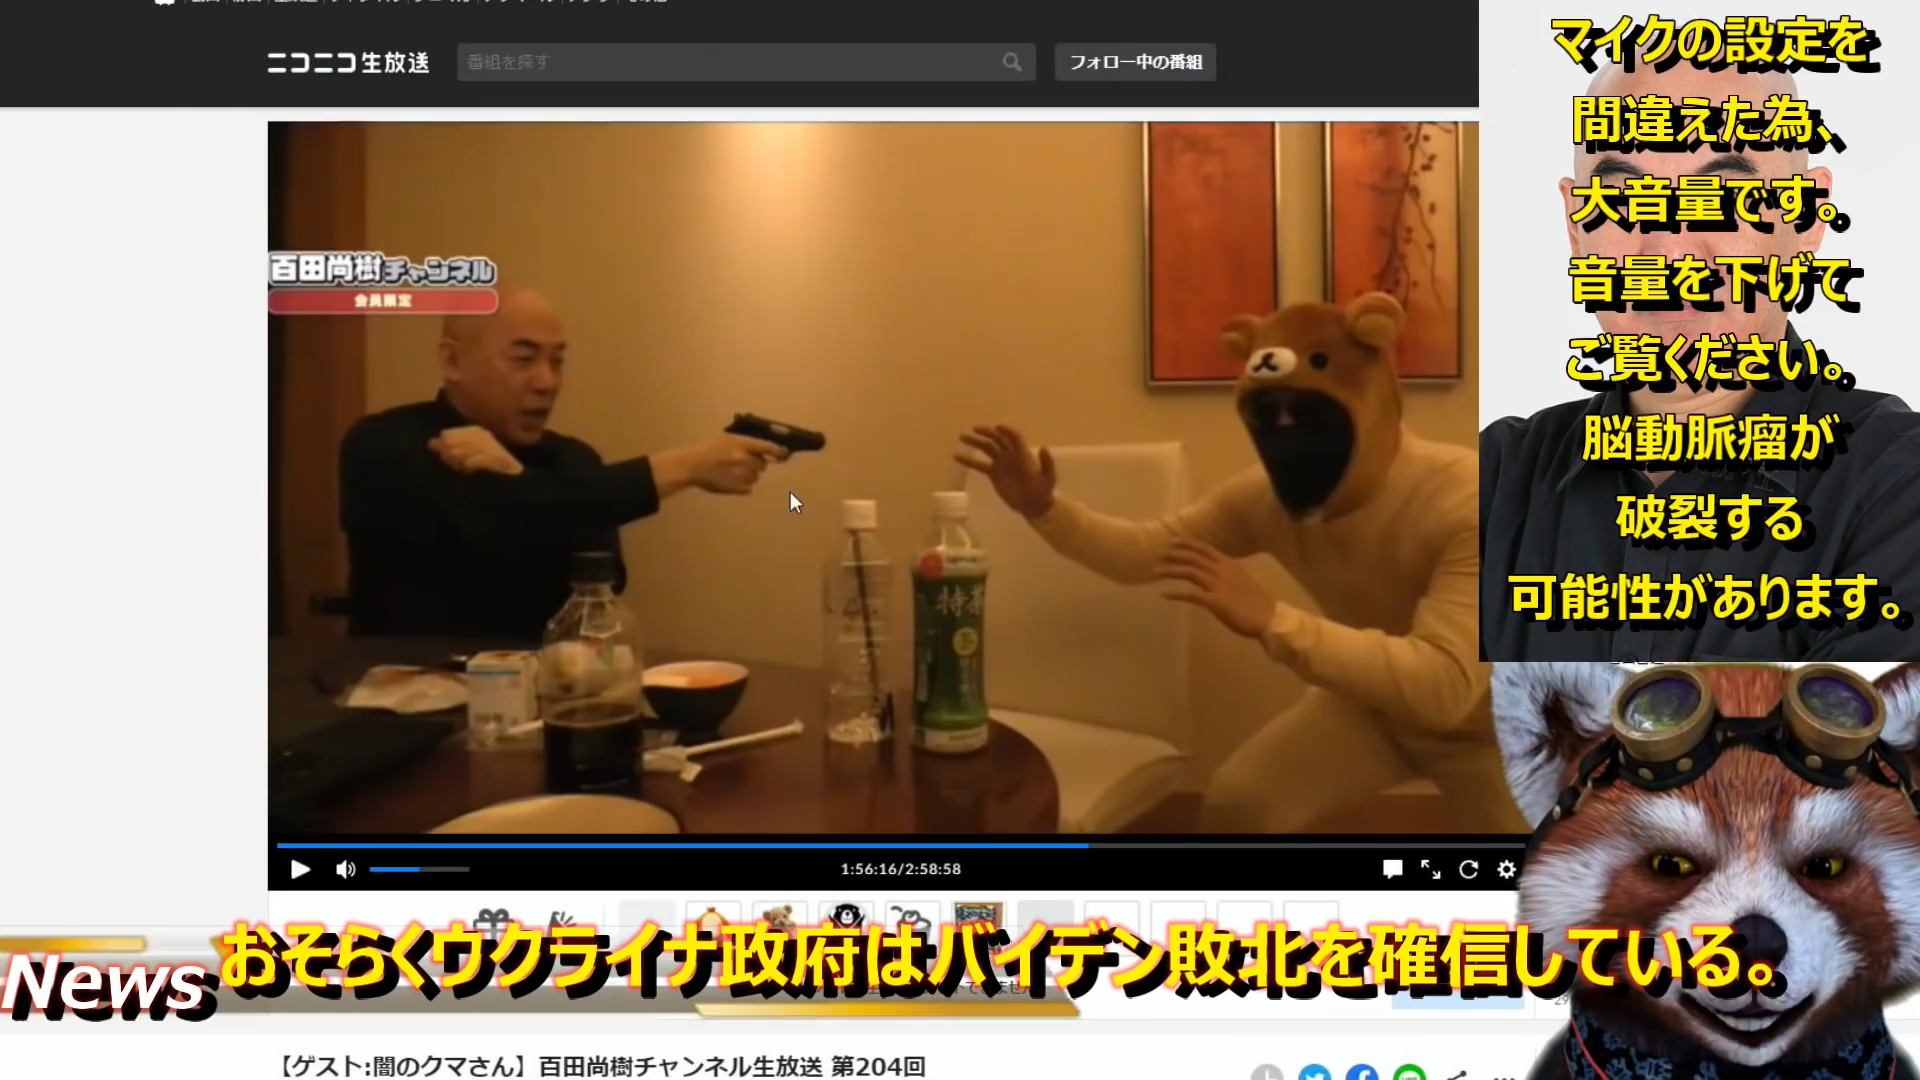 ニコニコ生放送
番組を探す
フォロー中の番組
百田尚樹チャンネル
会員限定
特茶
マイクの設定を
間違えた為、
大音量です。
音量を下げて
ご覧ください。
脳動脈瘤が
破裂する
可能性があります。
1:56:16/2:58:58
News
おそらくウクライナ政府はバイデン敗北を確信している。
【ゲスト:闇のクマさん】百田尚樹チャンネル生放送 第204回